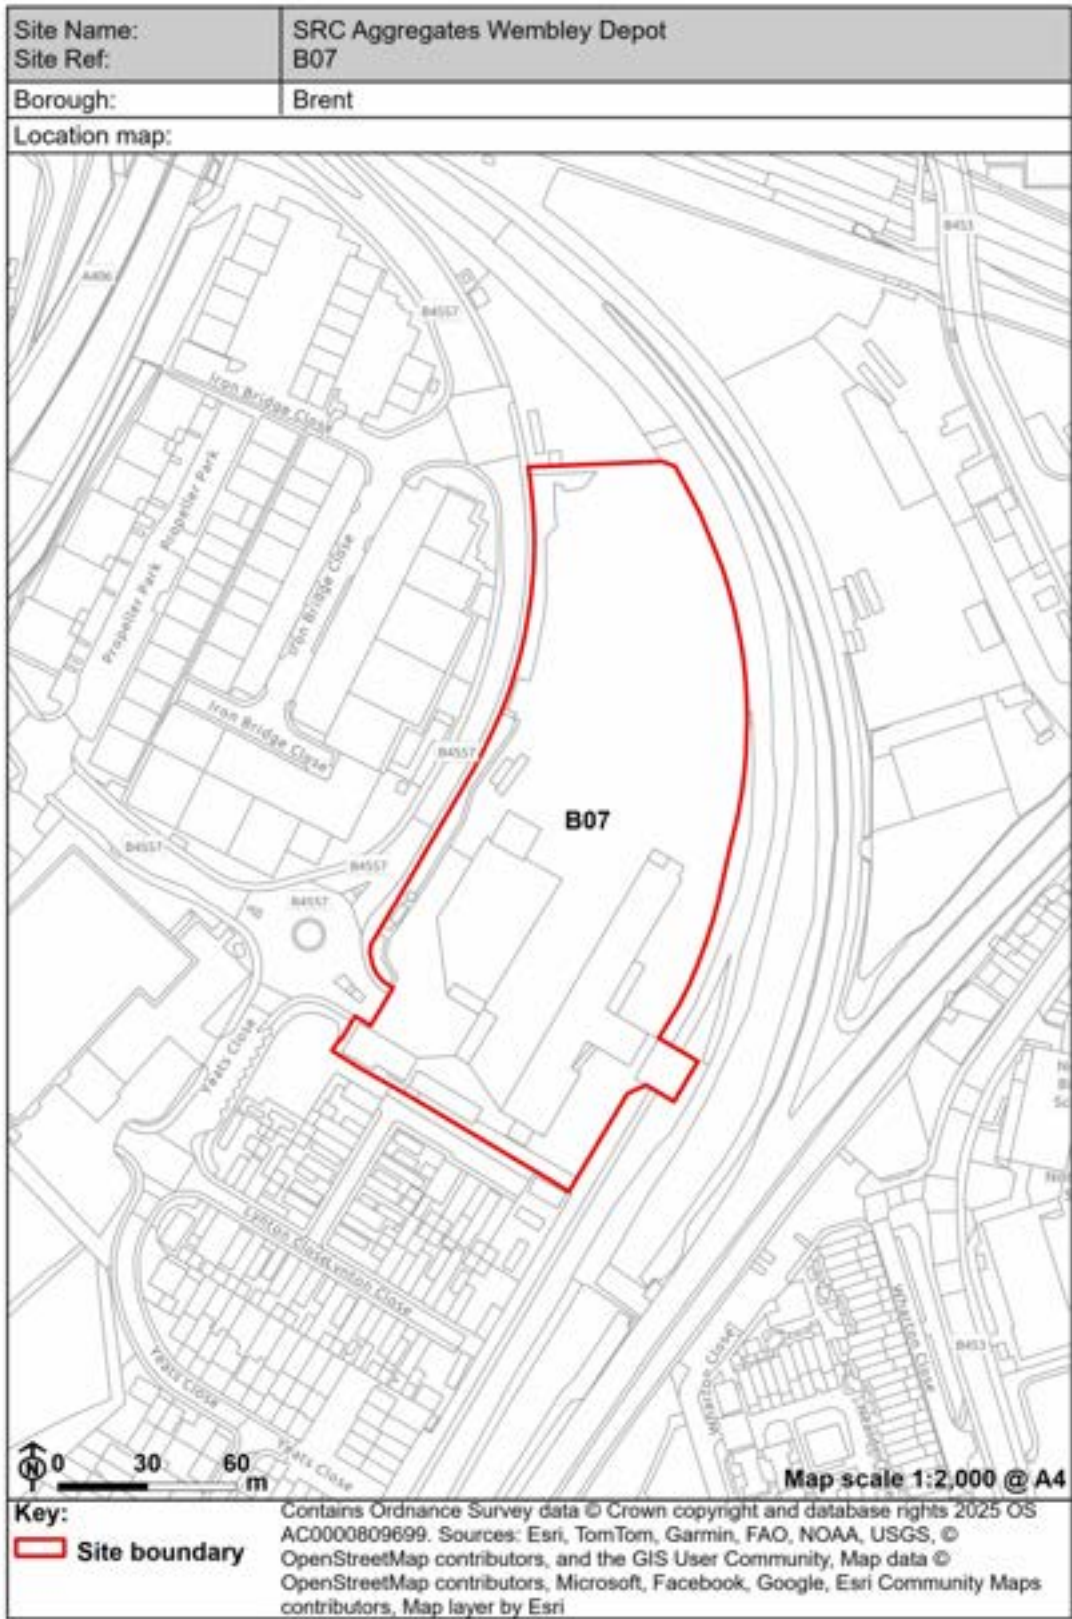 Site Name: SRC Aggregates Wembley Depot
Site Ref: B07
Borough: Brent
Location map:
B453
A406
B4557
Iron Bridge Close
Propeller Park
Propeller Park
Iron Bridge Close
Iron Bridge Close
B4557
B07
B4557
B4557
B4557
Yeats Close
Lynton Close
Lynton Close
Wharton Close
B453
Wharton Close
Yeats Close
Yeats Close
N
0 30 60
m
Map scale 1:2,000 @ A4
Key:
Site boundary
Contains Ordnance Survey data © Crown copyright and database rights 2025 OS
AC0000809699. Sources: Esri, TomTom, Garmin, FAO, NOAA, USGS, ©
OpenStreetMap contributors, and the GIS User Community, Map data ©
OpenStreetMap contributors, Microsoft, Facebook, Google, Esri Community Maps
contributors, Map layer by Esri